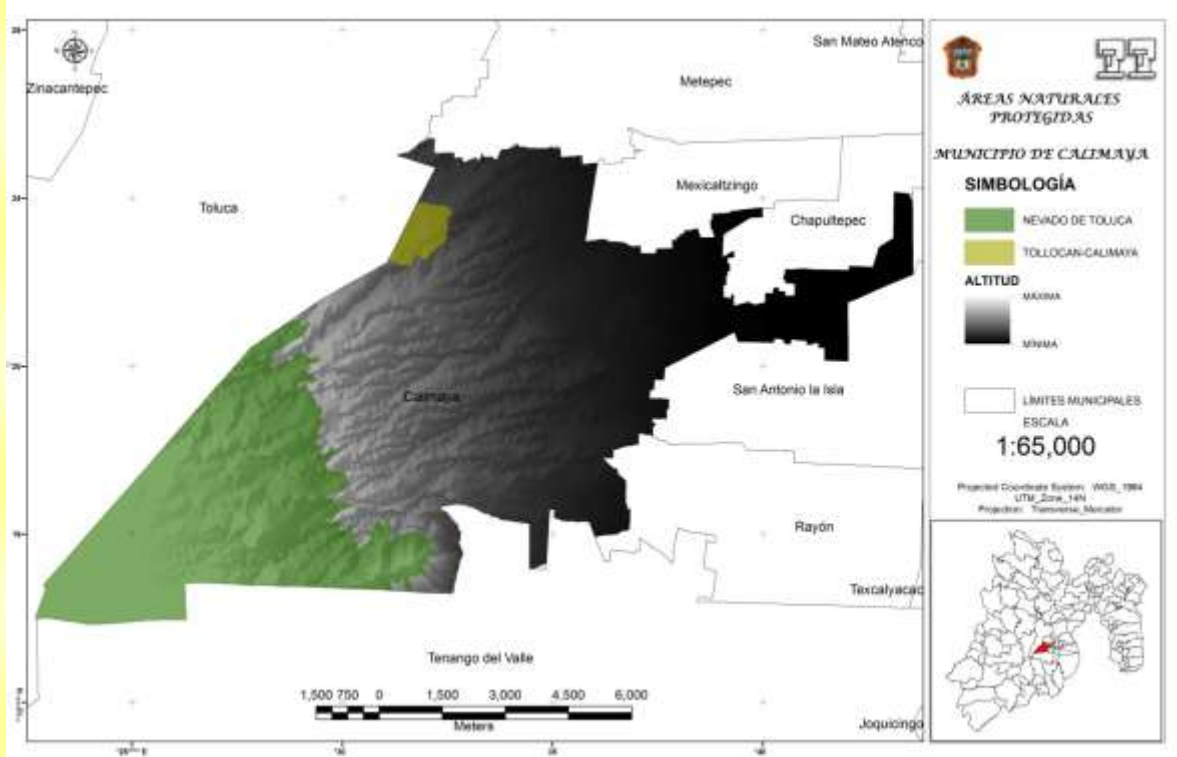 San Mateo Atenco
Metepec
Zinacantepec
Mexicaltzingo
Toluca
Chapultepec
Calimaya
San Antonio la Isla
Rayón
Texcalyacac
Tenango del Valle
Joquicingo
1,500 750 0 1,500 3,000 4,500 6,000
Meters
ÁREAS NATURALES
PROTEGIDAS
MUNICIPIO DE CALIMAYA
SIMBOLOGÍA
NEVADO DE TOLUCA
TOLLOCAN-CALIMAYA
ALTITUD
MÁXIMA
MÍNIMA
LÍMITES MUNICIPALES
ESCALA
1:65,000
Projected Coordinate System: WGS_1984
UTM_Zone_14N
Projection: Transverse_Mercator